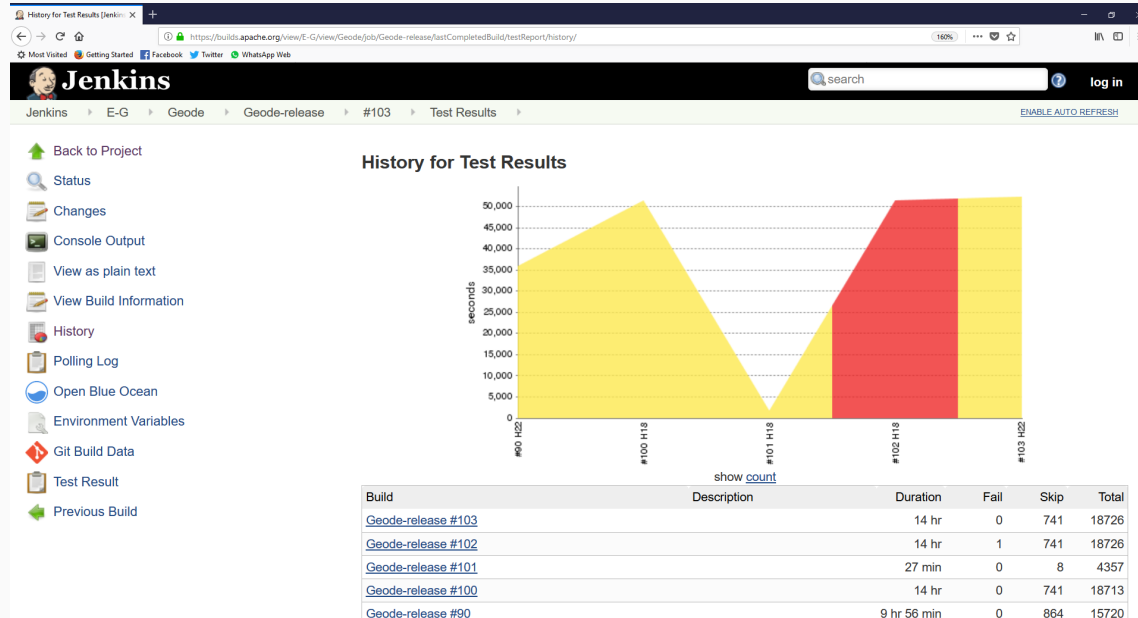 History for Test Results [Jenkins
https://builds.apache.org/view/E-G/view/Geode/job/Geode-release/lastCompletedBuild/testReport/history/
160%
Most Visited Getting Started Facebook Twitter WhatsApp Web
Jenkins
search
log in
Jenkins E-G Geode Geode-release #103 Test Results
ENABLE AUTO REFRESH
Back to Project
Status
Changes
Console Output
View as plain text
View Build Information
History
Polling Log
Open Blue Ocean
Environment Variables
Git Build Data
Test Result
Previous Build
History for Test Results
seconds
50,000
45,000
40,000
35,000
30,000
25,000
20,000
15,000
10,000
5,000
0
#90 H22
#100 H18
#101 H18
#102 H18
#103 H22
show count
Build Description Duration Fail Skip Total
Geode-release #103 14 hr 0 741 18726
Geode-release #102 14 hr 1 741 18726
Geode-release #101 27 min 0 8 4357
Geode-release #100 14 hr 0 741 18713
Geode-release #90 9 hr 56 min 0 864 15720